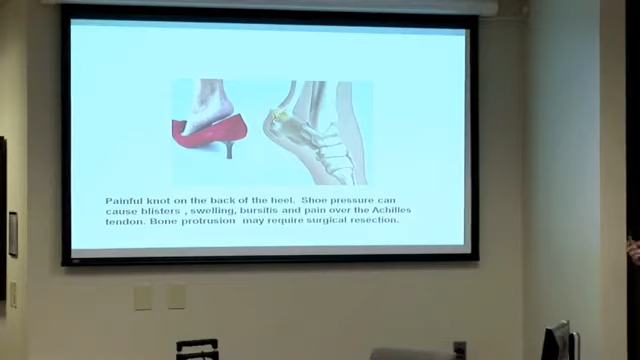 Painful knot on the back of the heel. Shoe pressure can
cause blisters , swelling, bursitis and pain over the Achilles
tendon. Bone protrusion may require surgical resection.